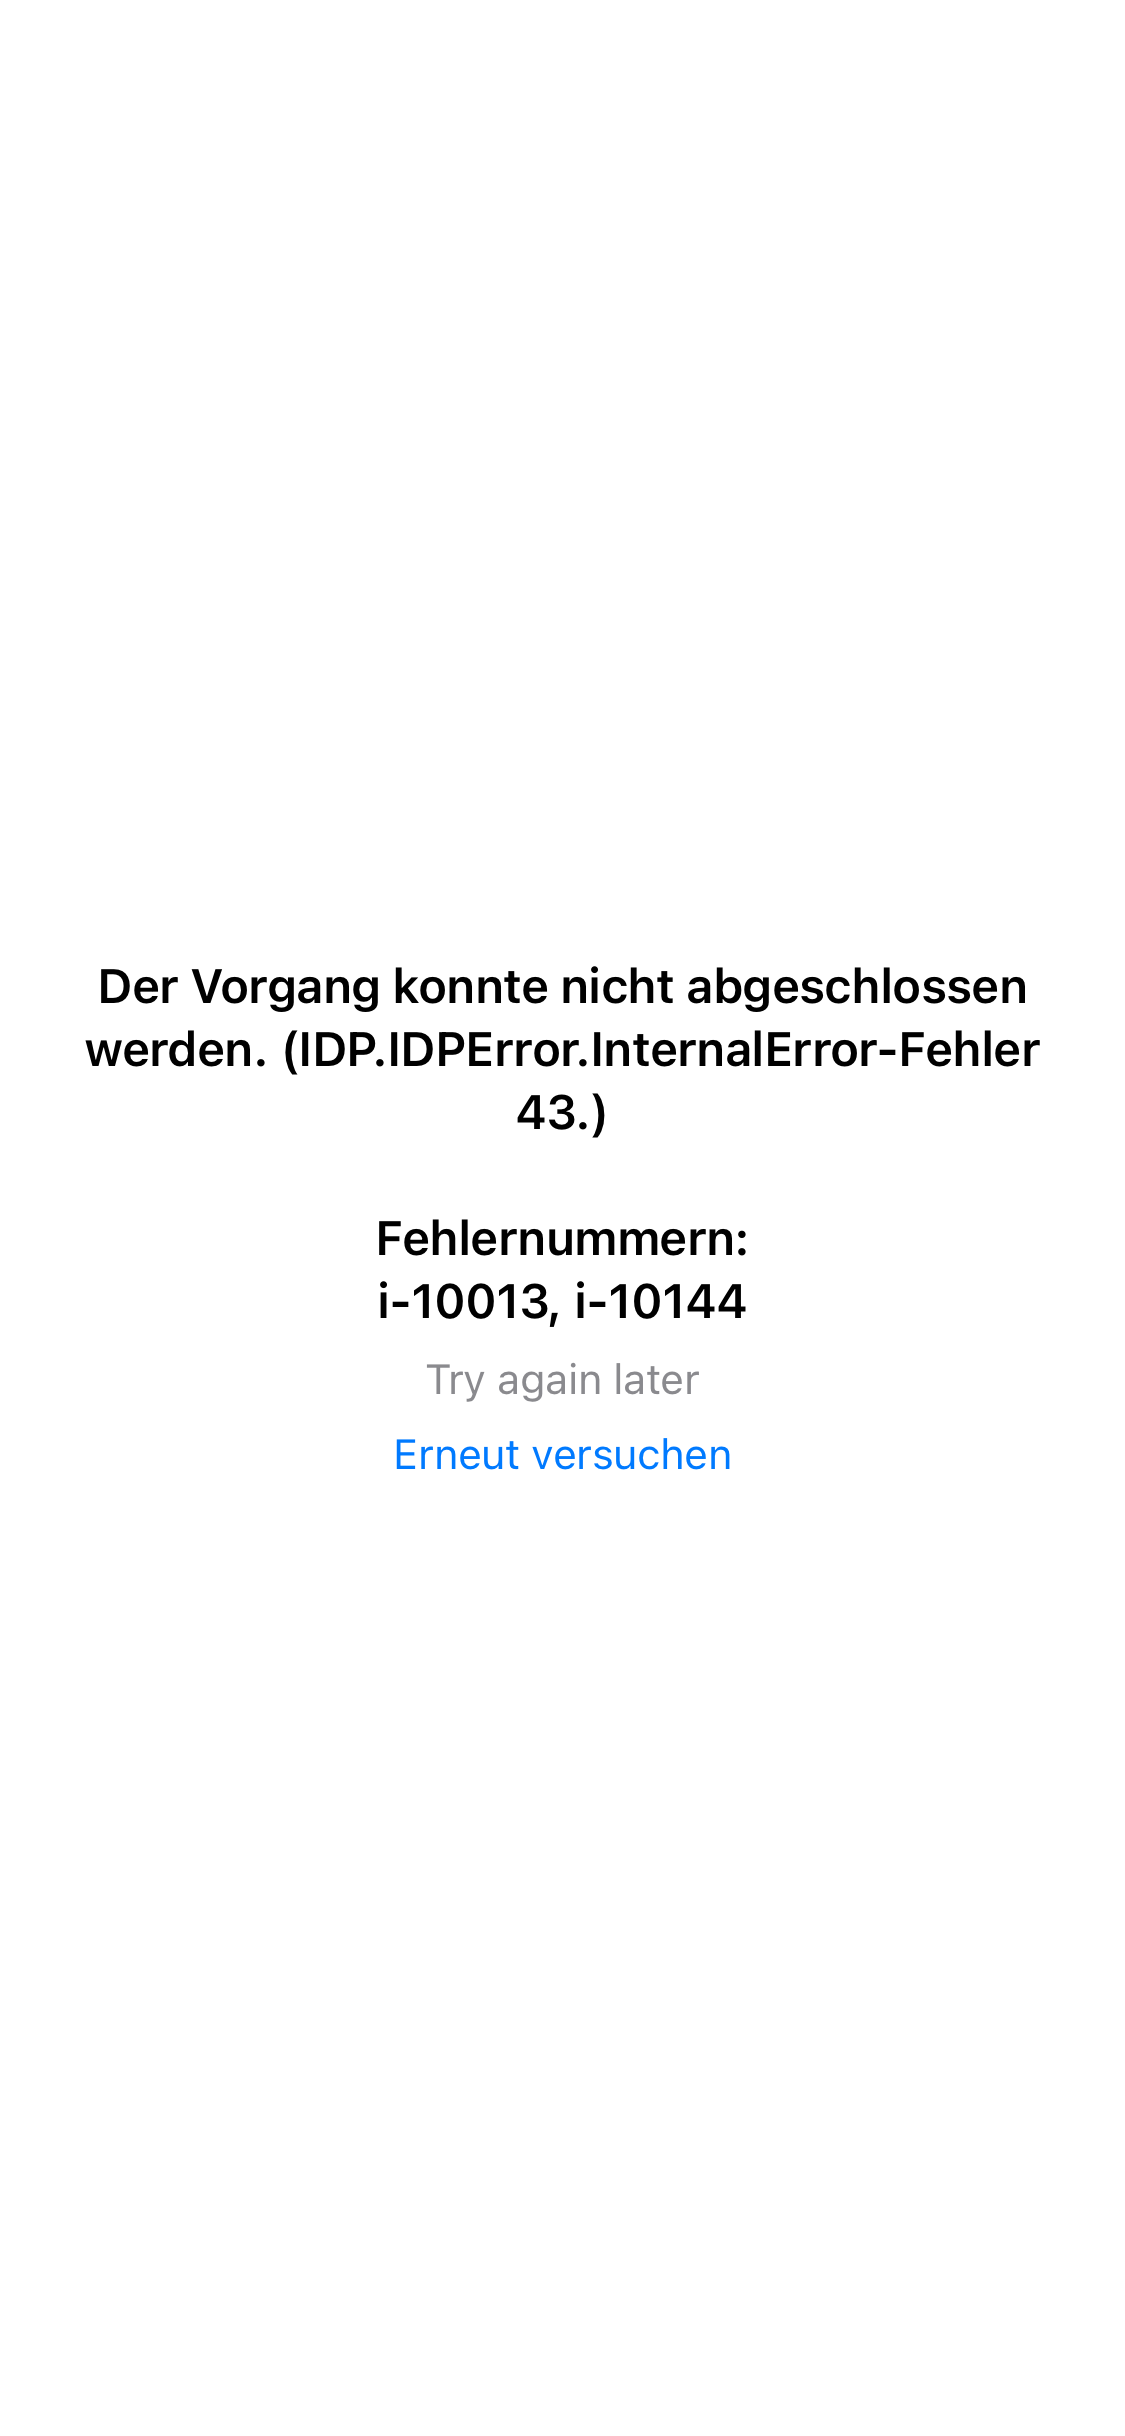 Der Vorgang konnte nicht abgeschlossen
werden. (IDP.IDPError.InternalError-Fehler
43.)
Fehlernummern:
i-10013, i-10144
Try again later
Erneut versuchen